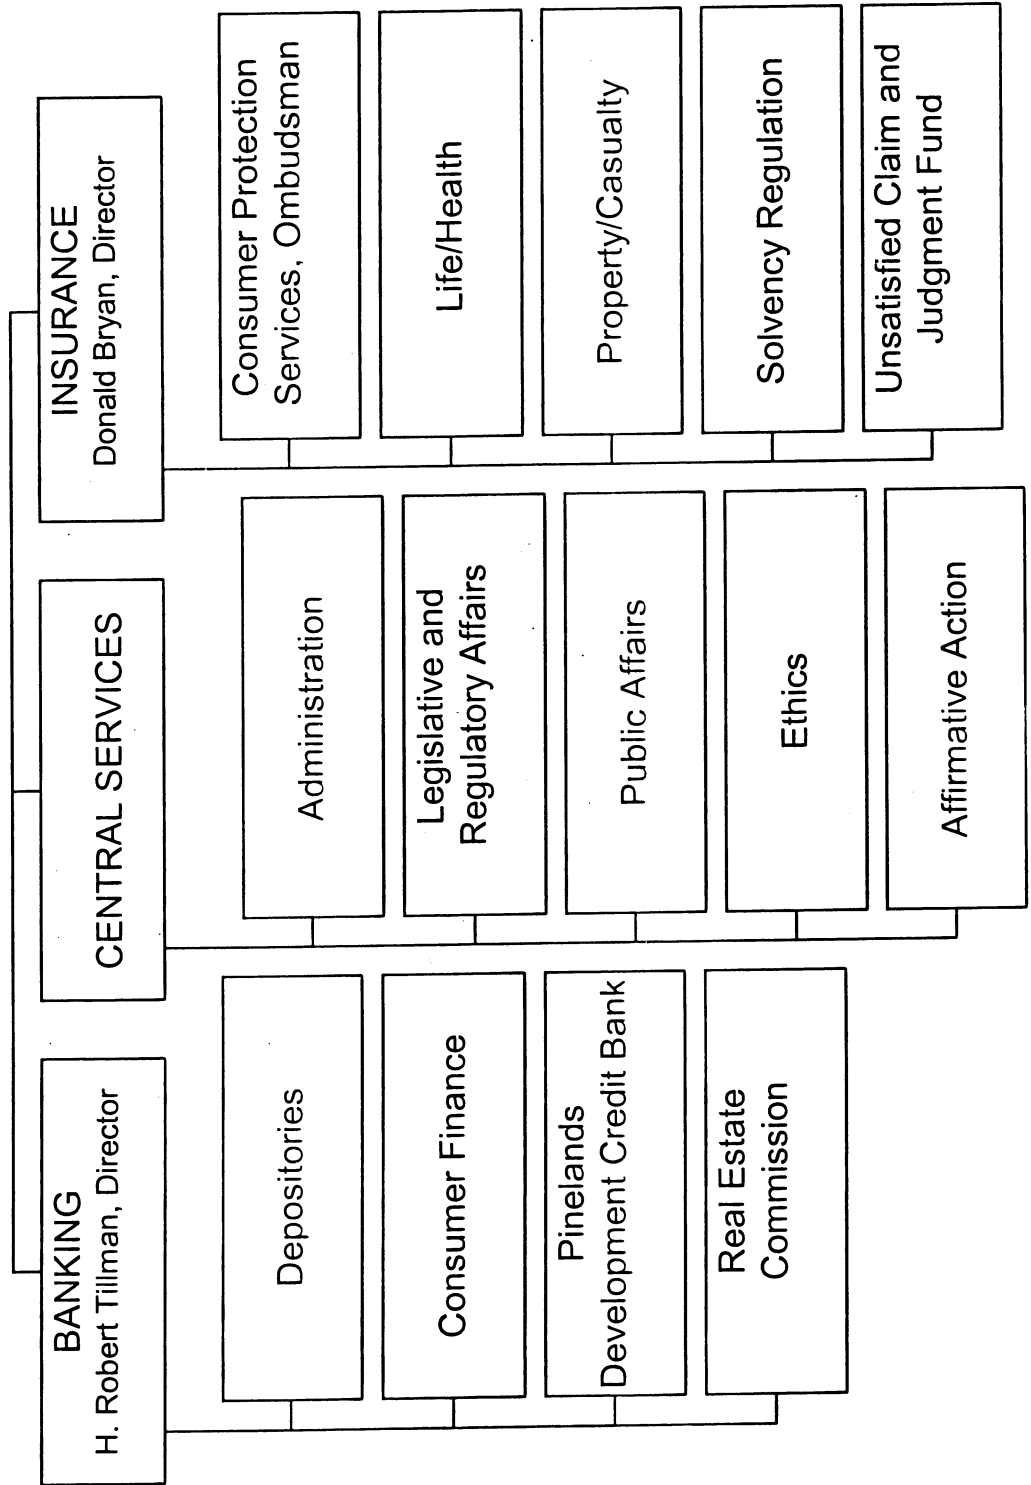 BANKING
H. Robert Tillman, Director
Depositories
Consumer Finance
Pinelands
Development Credit Bank
Real Estate
Commission
CENTRAL SERVICES
Administration
Legislative and
Regulatory Affairs
Public Affairs
Ethics
Affirmative Action
INSURANCE
Donald Bryan, Director
Consumer Protection
Services, Ombudsman
Life/Health
Property/Casualty
Solvency Regulation
Unsatisfied Claim and
Judgment Fund